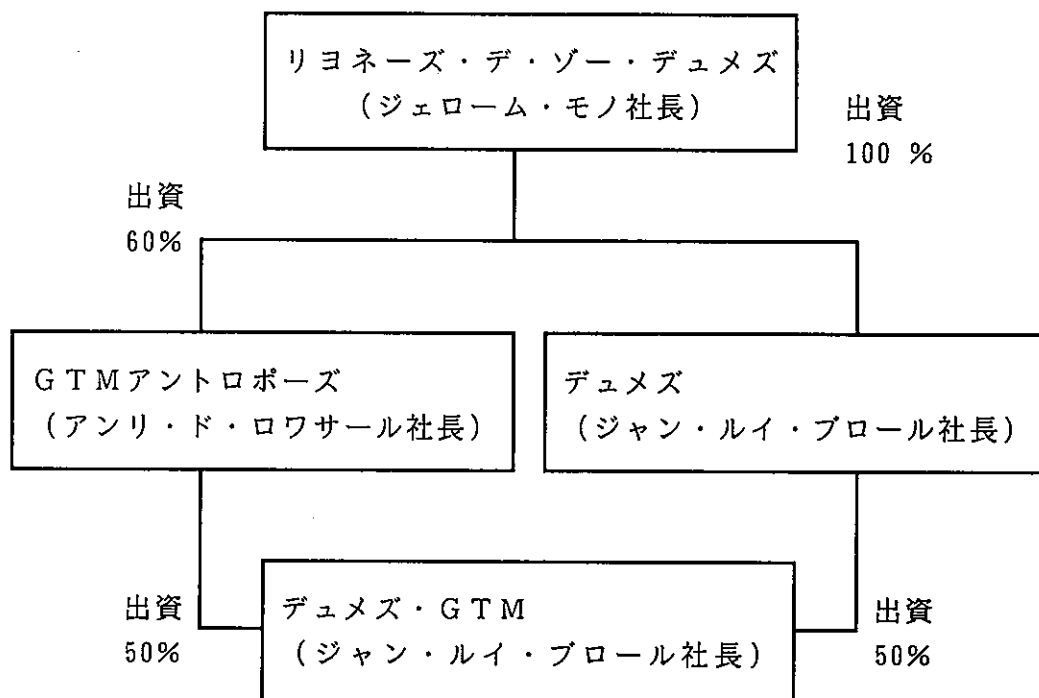 リヨネーズ・デ・ゾー・デュメズ
(ジェローム・モノ社長)
出資
100 %
出資
60%
GTMアントロポーズ
(アンリ・ド・ロワサール社長)
デュメズ
(ジャン・ルイ・ブロール社長)
出資
50%
デュメズ・GTM
(ジャン・ルイ・ブロール社長)
出資
50%